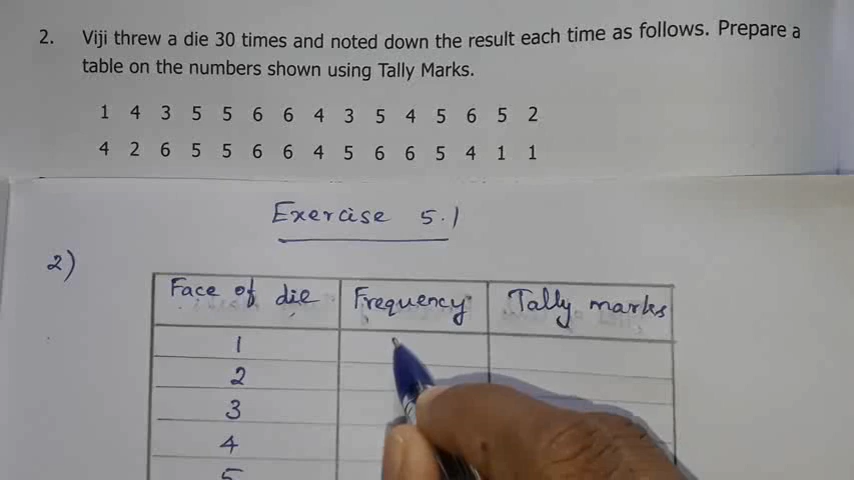 2. Viji threw a die 30 times and noted down the result each time as follows. Prepare a
table on the numbers shown using Tally Marks.
1 4 3 5 5 6 6 4 3 5 4 5 6 5 2
4 2 6 5 5 6 6 4 5 6 6 5 4 1 1
Exercise 5.1
2)
Face of die Frequency Tally marks
1
2
3
4
5